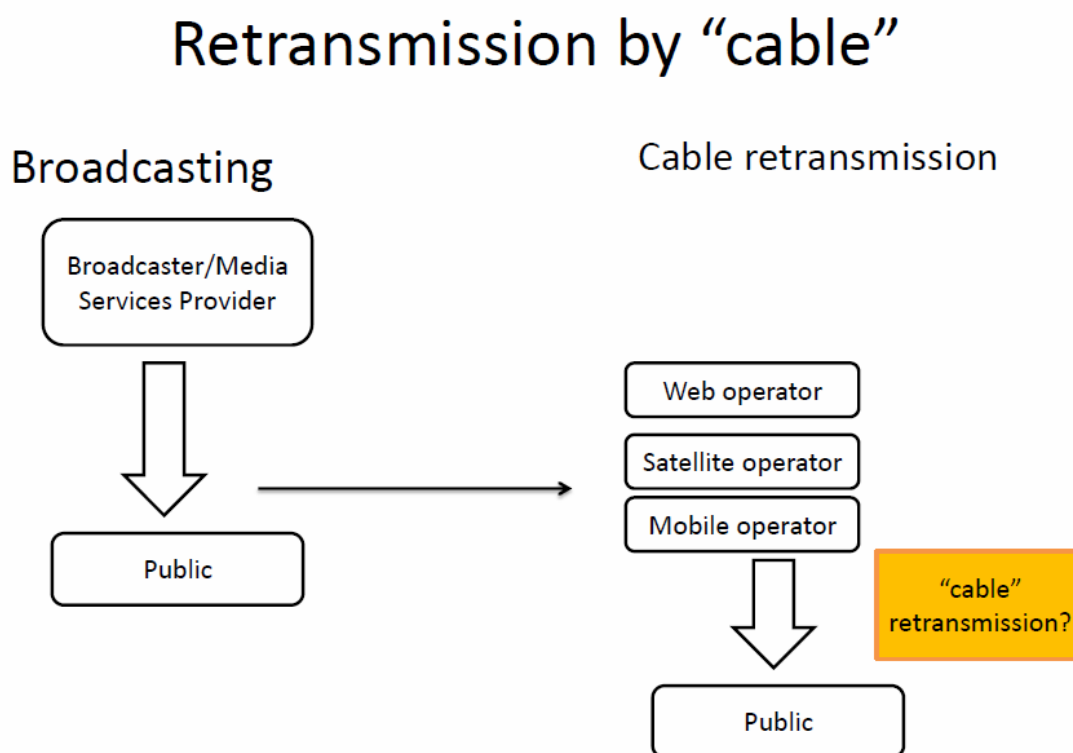 Retransmission by “cable”
Broadcasting
Cable retransmission
Broadcaster/Media
Services Provider
Web operator
Satellite operator
Mobile operator
Public
“cable”
retransmission?
Public